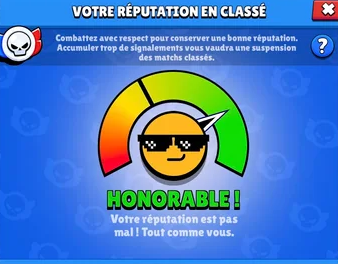 VOTRE RÉPUTATION EN CLASSÉ
Combattez avec respect pour conserver une bonne réputation.
Accumuler trop de signalements vous vaudra une suspension
des matchs classés.
?
HONORABLE !
Votre réputation est pas
mal ! Tout comme vous.